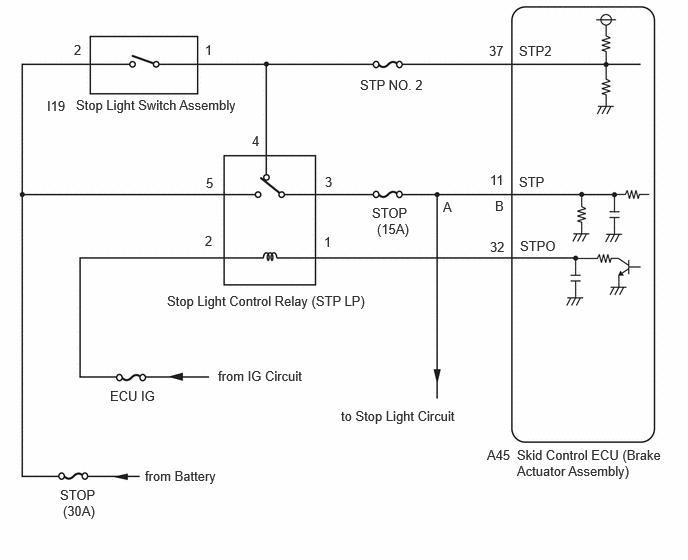 2
1
I19 Stop Light Switch Assembly
STP NO. 2
37
STP2
4
5
3
STOP
(15A)
A
B
11
STP
2
1
32
STPO
Stop Light Control Relay (STP LP)
from IG Circuit
ECU IG
to Stop Light Circuit
A45 Skid Control ECU (Brake
Actuator Assembly)
from Battery
STOP
(30A)